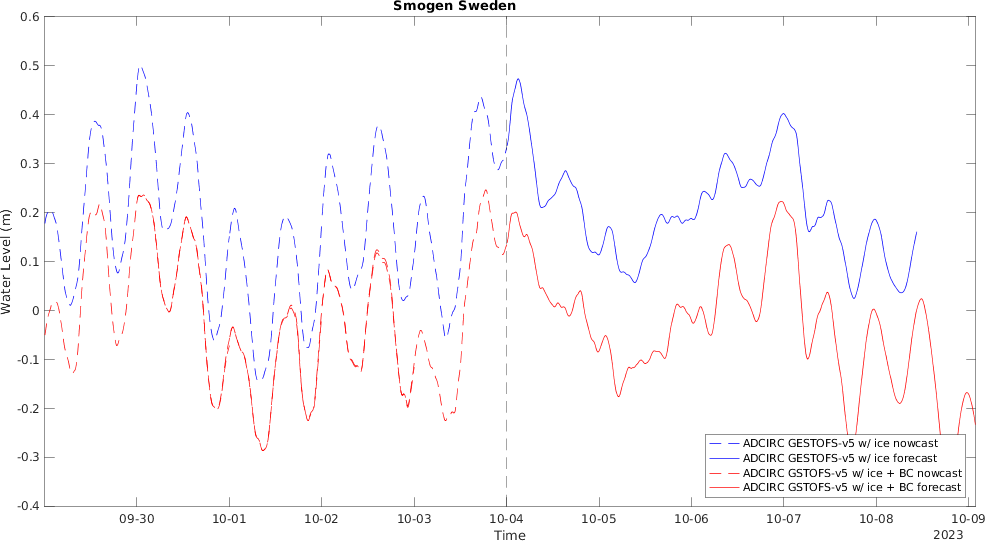 Smogen Sweden
0.6
0.5
0.4
0.3
0.2
0.1
0
-0.1
-0.2
-0.3
-0.4
Water Level (m)
09-30 10-01 10-02 10-03 10-04 10-05 10-06 10-07 10-08 10-09
Time
2023
ADCIRC GESTOFS-v5 w/ ice nowcast
ADCIRC GESTOFS-v5 w/ ice forecast
ADCIRC GSTOFS-v5 w/ ice + BC nowcast
ADCIRC GSTOFS-v5 w/ ice + BC forecast